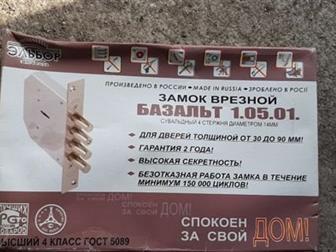 ЭЛЬБОР
ПРОИЗВЕДЕНО В РОССИИ • MADE IN RUSSIA • ЗРОБЛЕНО В РОСІЇ
ЗАМОК ВРЕЗНОЙ
БАЗАЛЬТ 1.05.01.
СУВАЛЬДНЫЙ 4 СТЕРЖНЯ ДИАМЕТРОМ 14ММ
• ДЛЯ ДВЕРЕЙ ТОЛЩИНОЙ ОТ 30 ДО 90 ММ!
• ГАРАНТИЯ 2 ГОДА!
• ВЫСОКАЯ СЕКРЕТНОСТЬ!
• БЕЗОТКАЗНАЯ РАБОТА ЗАМКА В ТЕЧЕНИЕ
МИНИМУМ 150 000 ЦИКЛОВ!
СПОКОЕН
ЗА СВОЙ ДОМ!
СПОКОЕН
ЗА СВОЙ ДОМ!
РСТ
ВЫСШИЙ 4 КЛАСС ГОСТ 5089